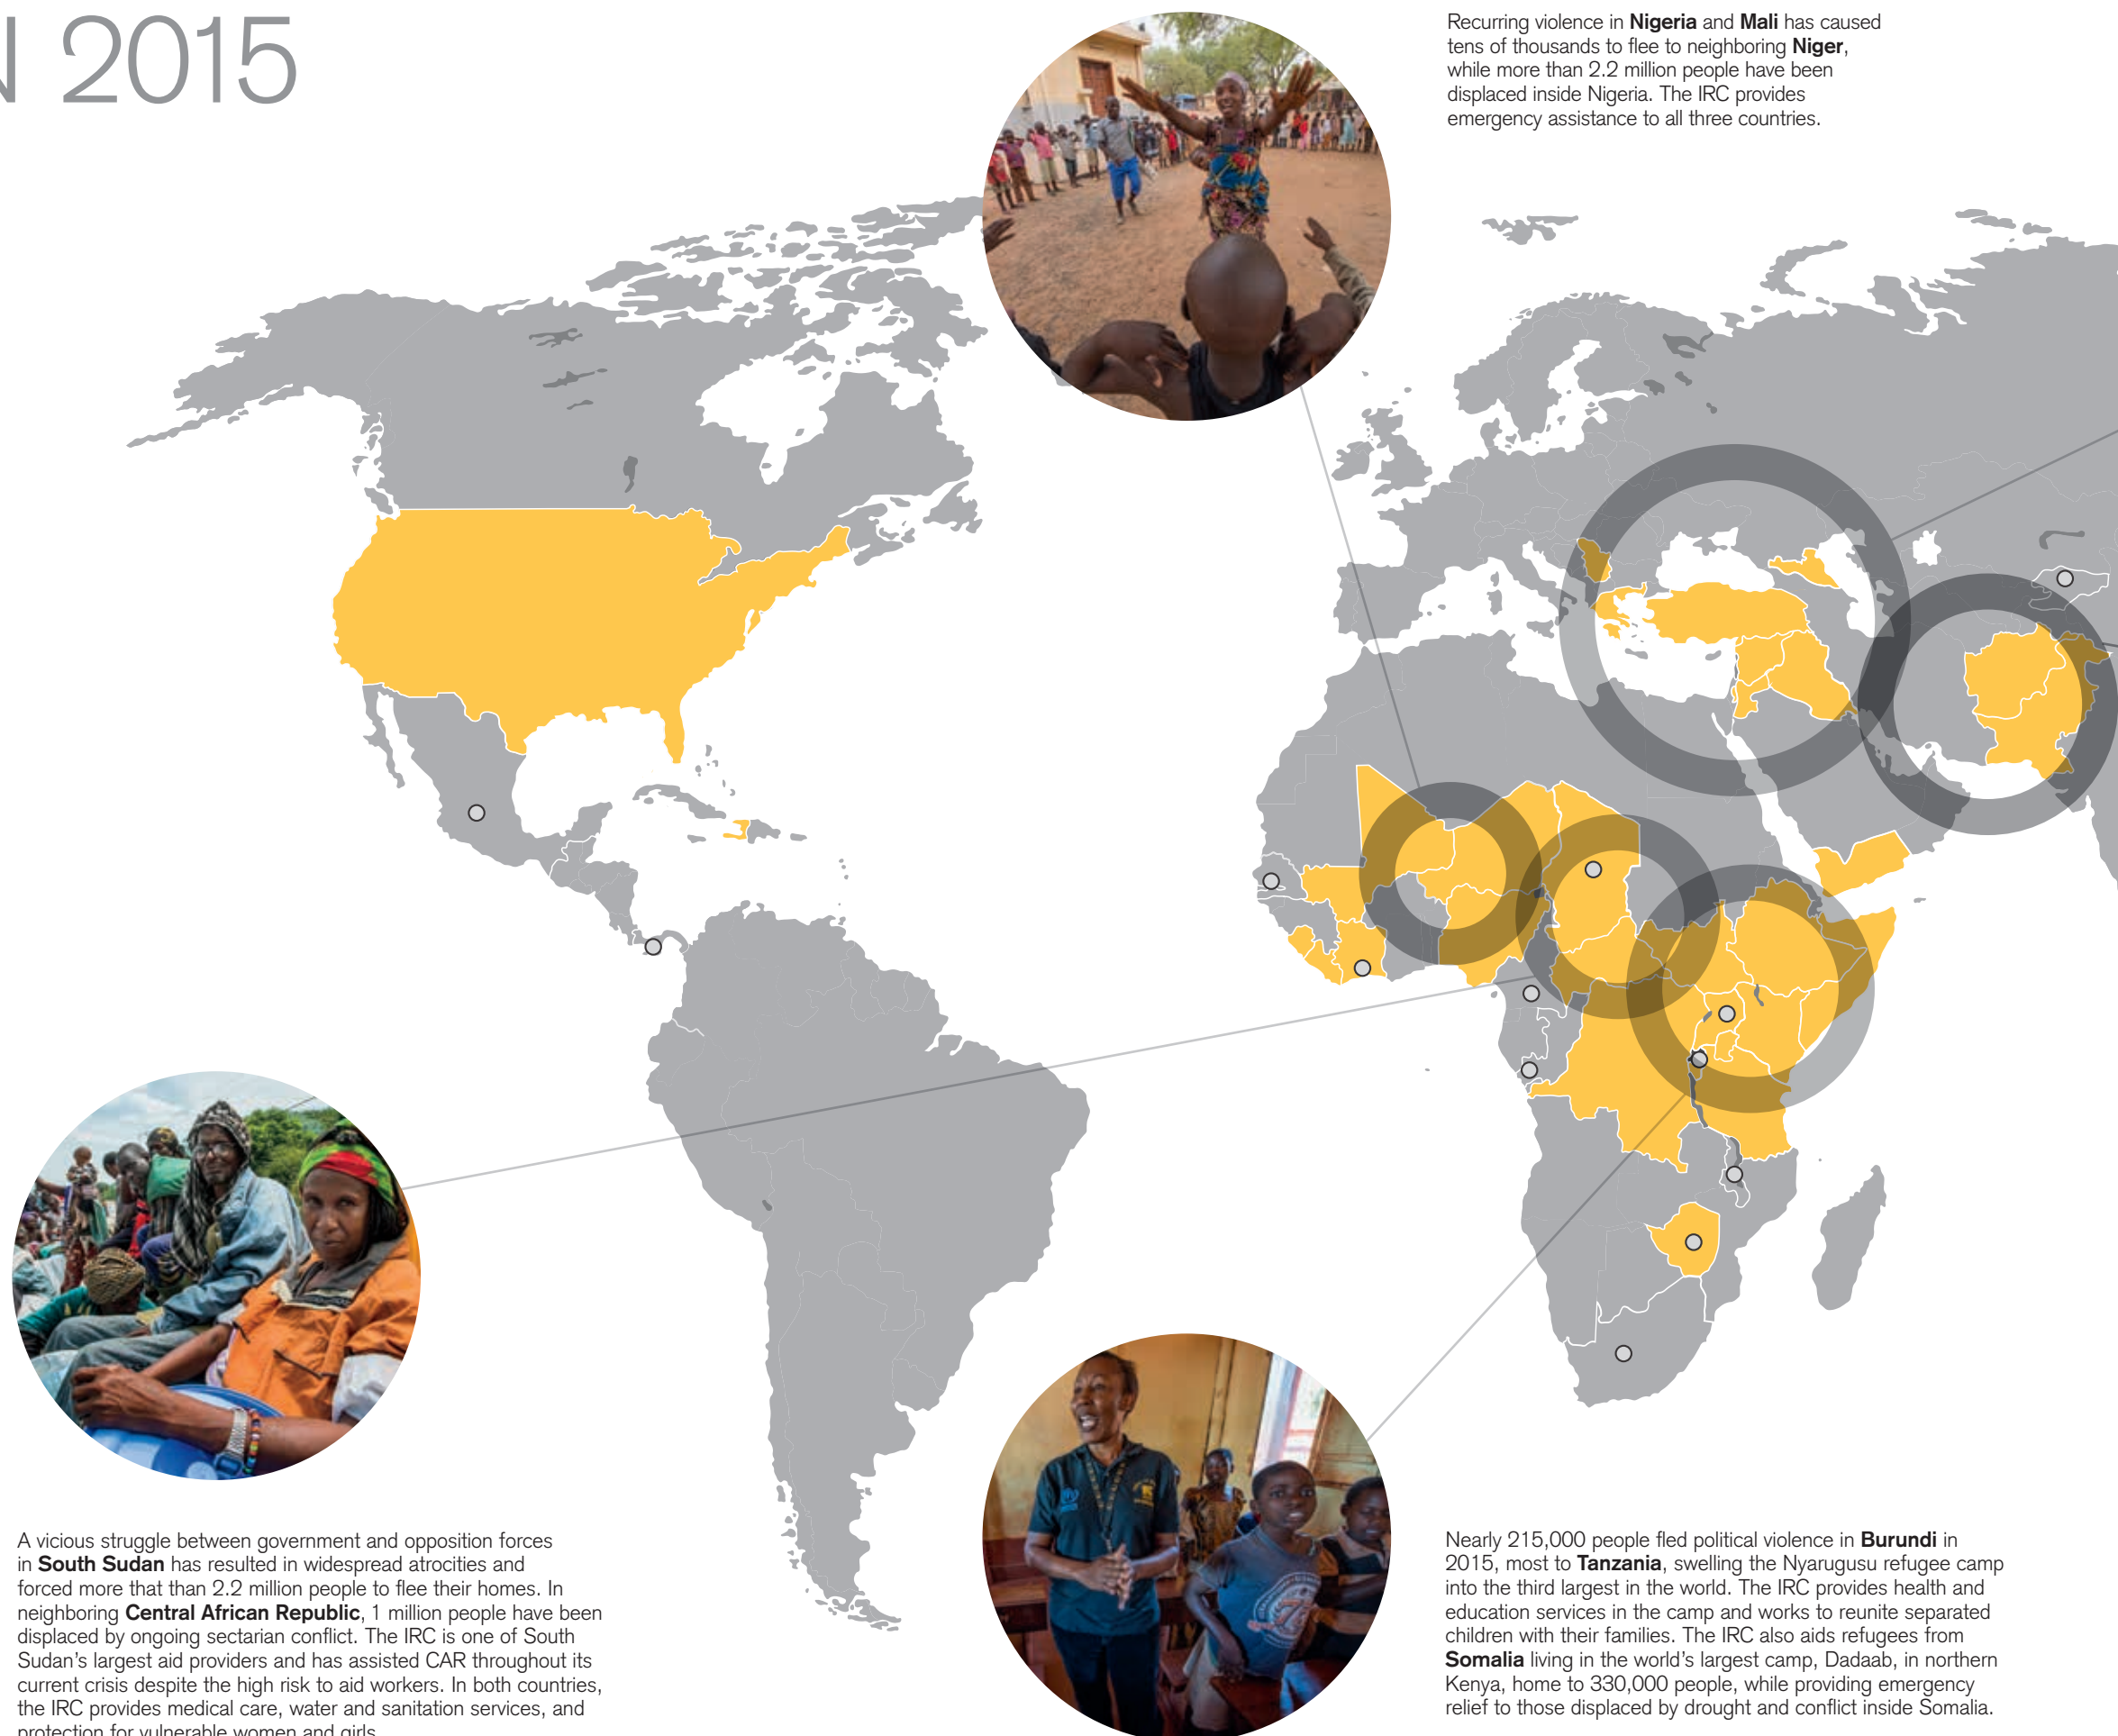 N 2015
Recurring violence in Nigeria and Mali has caused
tens of thousands to flee to neighboring Niger,
while more than 2.2 million people have been
displaced inside Nigeria. The IRC provides
emergency assistance to all three countries.
A vicious struggle between government and opposition forces
in South Sudan has resulted in widespread atrocities and
forced more that than 2.2 million people to flee their homes. In
neighboring Central African Republic, 1 million people have been
displaced by ongoing sectarian conflict. The IRC is one of South
Sudan's largest aid providers and has assisted CAR throughout its
current crisis despite the high risk to aid workers. In both countries,
the IRC provides medical care, water and sanitation services, and
protection for vulnerable women and girls
Nearly 215,000 people fled political violence in Burundi in
2015, most to Tanzania, swelling the Nyarugusu refugee camp
into the third largest in the world. The IRC provides health and
education services in the camp and works to reunite separated
children with their families. The IRC also aids refugees from
Somalia living in the world's largest camp, Dadaab, in northern
Kenya, home to 330,000 people, while providing emergency
relief to those displaced by drought and conflict inside Somalia.